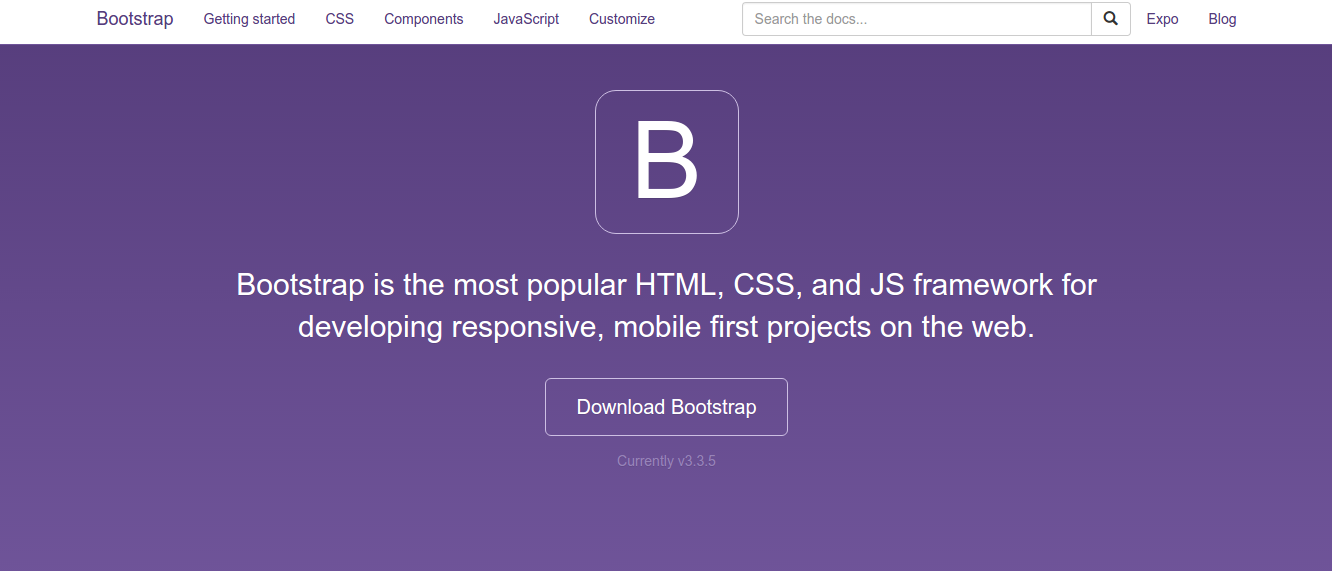 Bootstrap Getting started CSS Components JavaScript Customize Search the docs... Expo Blog
B
Bootstrap is the most popular HTML, CSS, and JS framework for
developing responsive, mobile first projects on the web.
Download Bootstrap
Currently v3.3.5